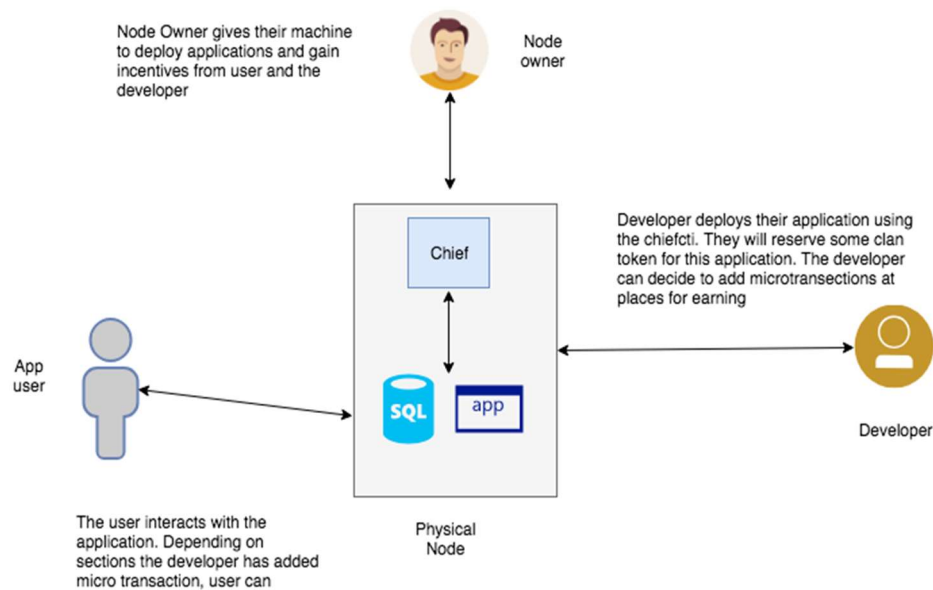 Node Owner gives their machine
to deploy applications and gain
incentives from user and the
developer
Node
owner
Chief
Developer deploys their application using
the chiefcti. They will reserve some clan
token for this application. The developer
can decide to add microtransections at
places for earning
App
user
SQL
app
Developer
The user interacts with the
application. Depending on
sections the developer has added
micro transaction, user can
Physical
Node